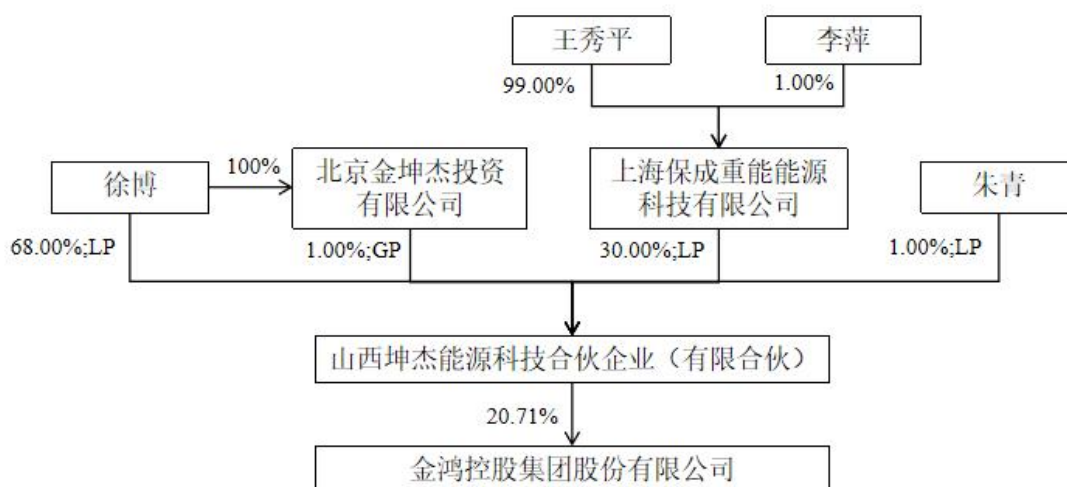 王秀平
李萍
99.00%
1.00%
徐博
100%
北京金坤杰投资
有限公司
上海保成重能能源
科技有限公司
朱青
68.00%;LP
1.00%;GP
30.00%;LP
1.00%;LP
山西坤杰能源科技合伙企业（有限合伙）
20.71%
金鸿控股集团股份有限公司